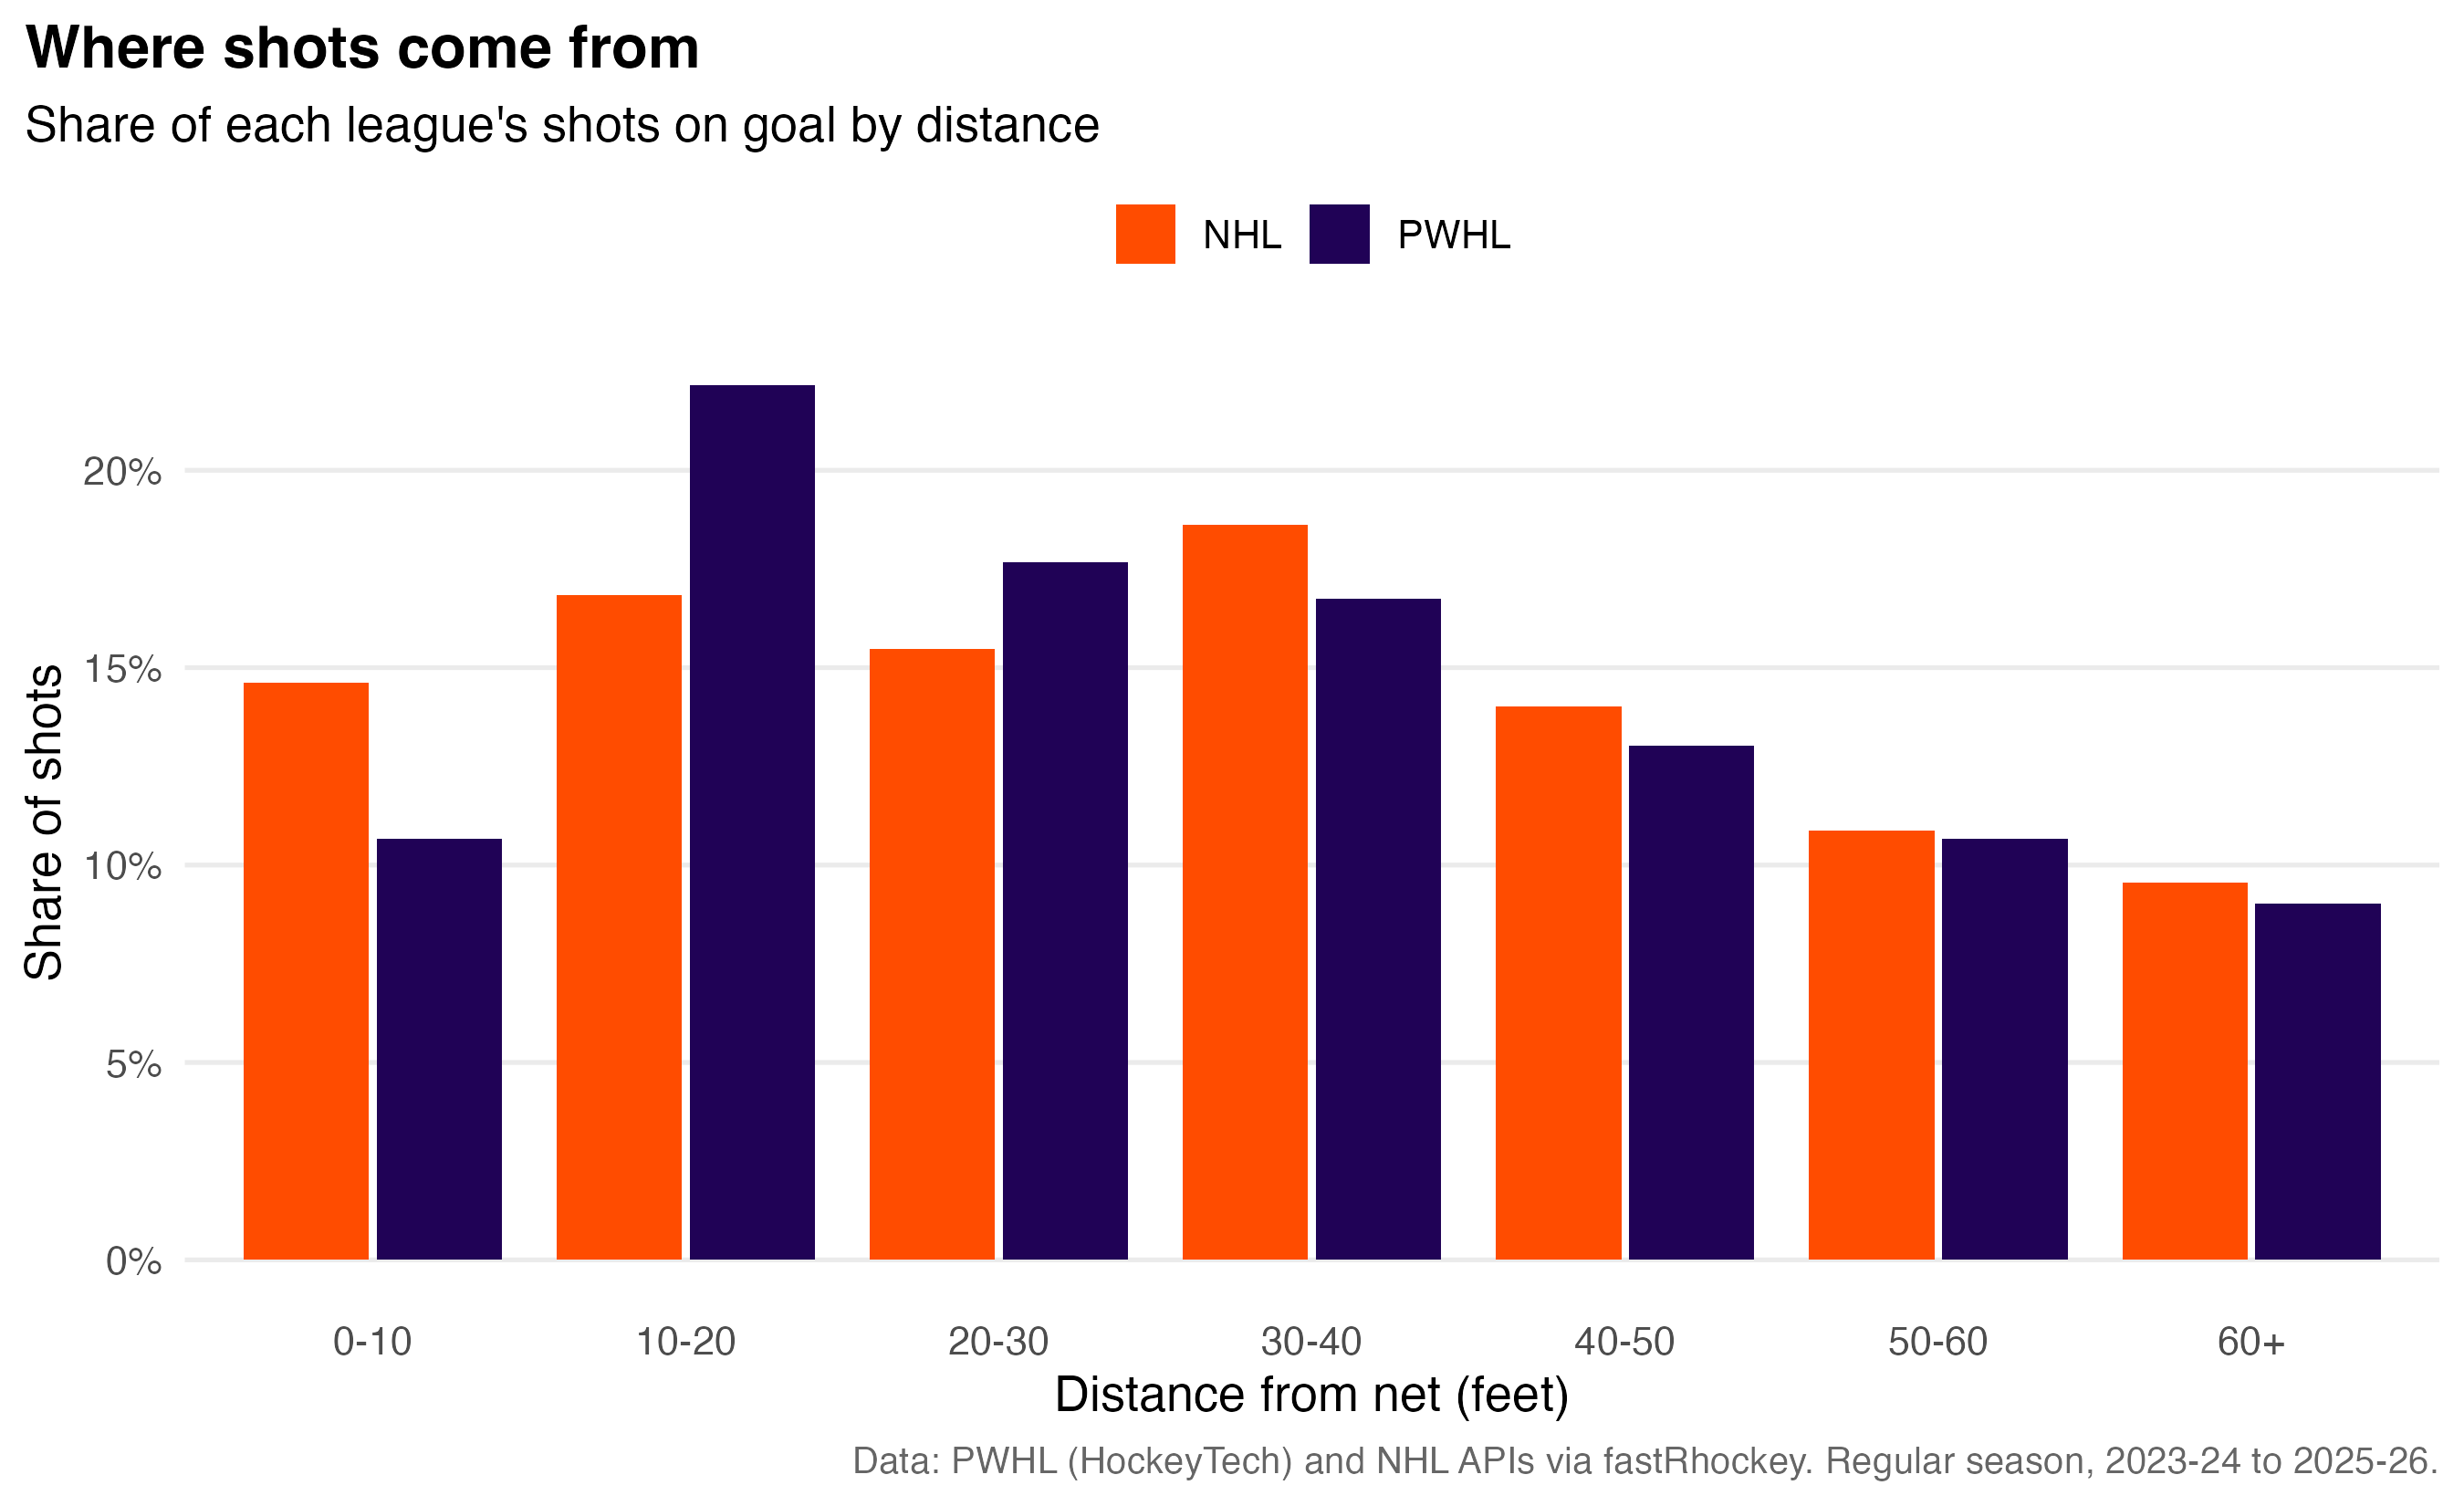 Where shots come from
Share of each league's shots on goal by distance
NHL PWHL
20%
15%
10%
5%
0%
Share of shots
0-10 10-20 20-30 30-40 40-50 50-60 60+
Distance from net (feet)
Data: PWHL (HockeyTech) and NHL APIs via fastRhockey. Regular season, 2023-24 to 2025-26.